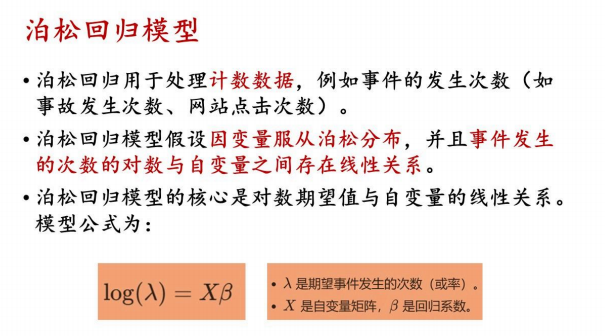 泊松回归模型
• 泊松回归用于处理计数数据，例如事件的发生次数（如
事故发生次数、网站点击次数）。
• 泊松回归模型假设因变量服从泊松分布，并且事件发生
的次数的对数与自变量之间存在线性关系。
• 泊松回归模型的核心是对数期望值与自变量的线性关系。
模型公式为：
log(λ) = Xβ
• λ 是期望事件发生的次数（或率）。
• X 是自变量矩阵，β 是回归系数。